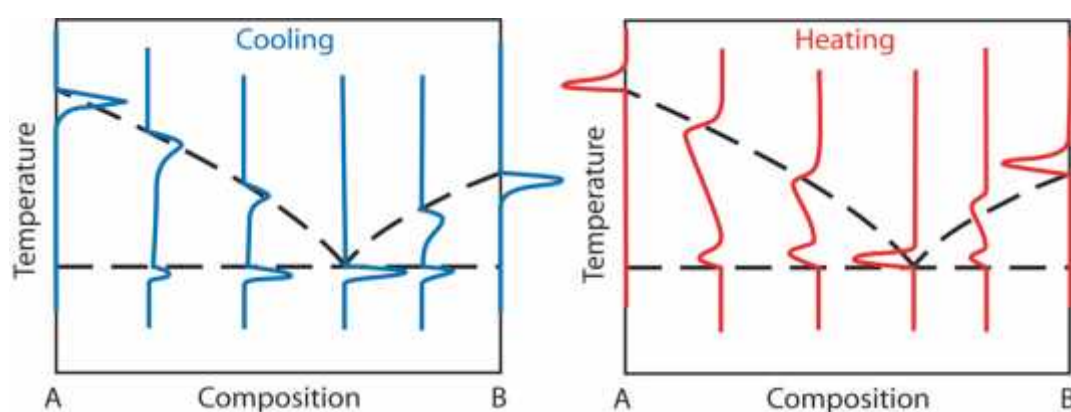 Cooling
Temperature
A
Composition
B
Heating
Temperature
A
Composition
B